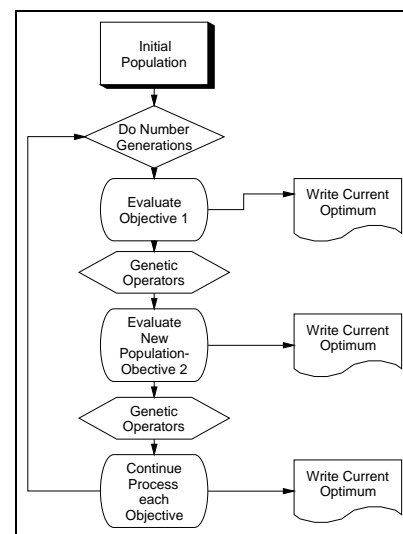 Initial
Population
Do Number
Generations
Evaluate
Objective 1
Write Current
Optimum
Genetic
Operators
Evaluate
New
Population-
Obective 2
Write Current
Optimum
Genetic
Operators
Continue
Process
each
Objective
Write Current
Optimum